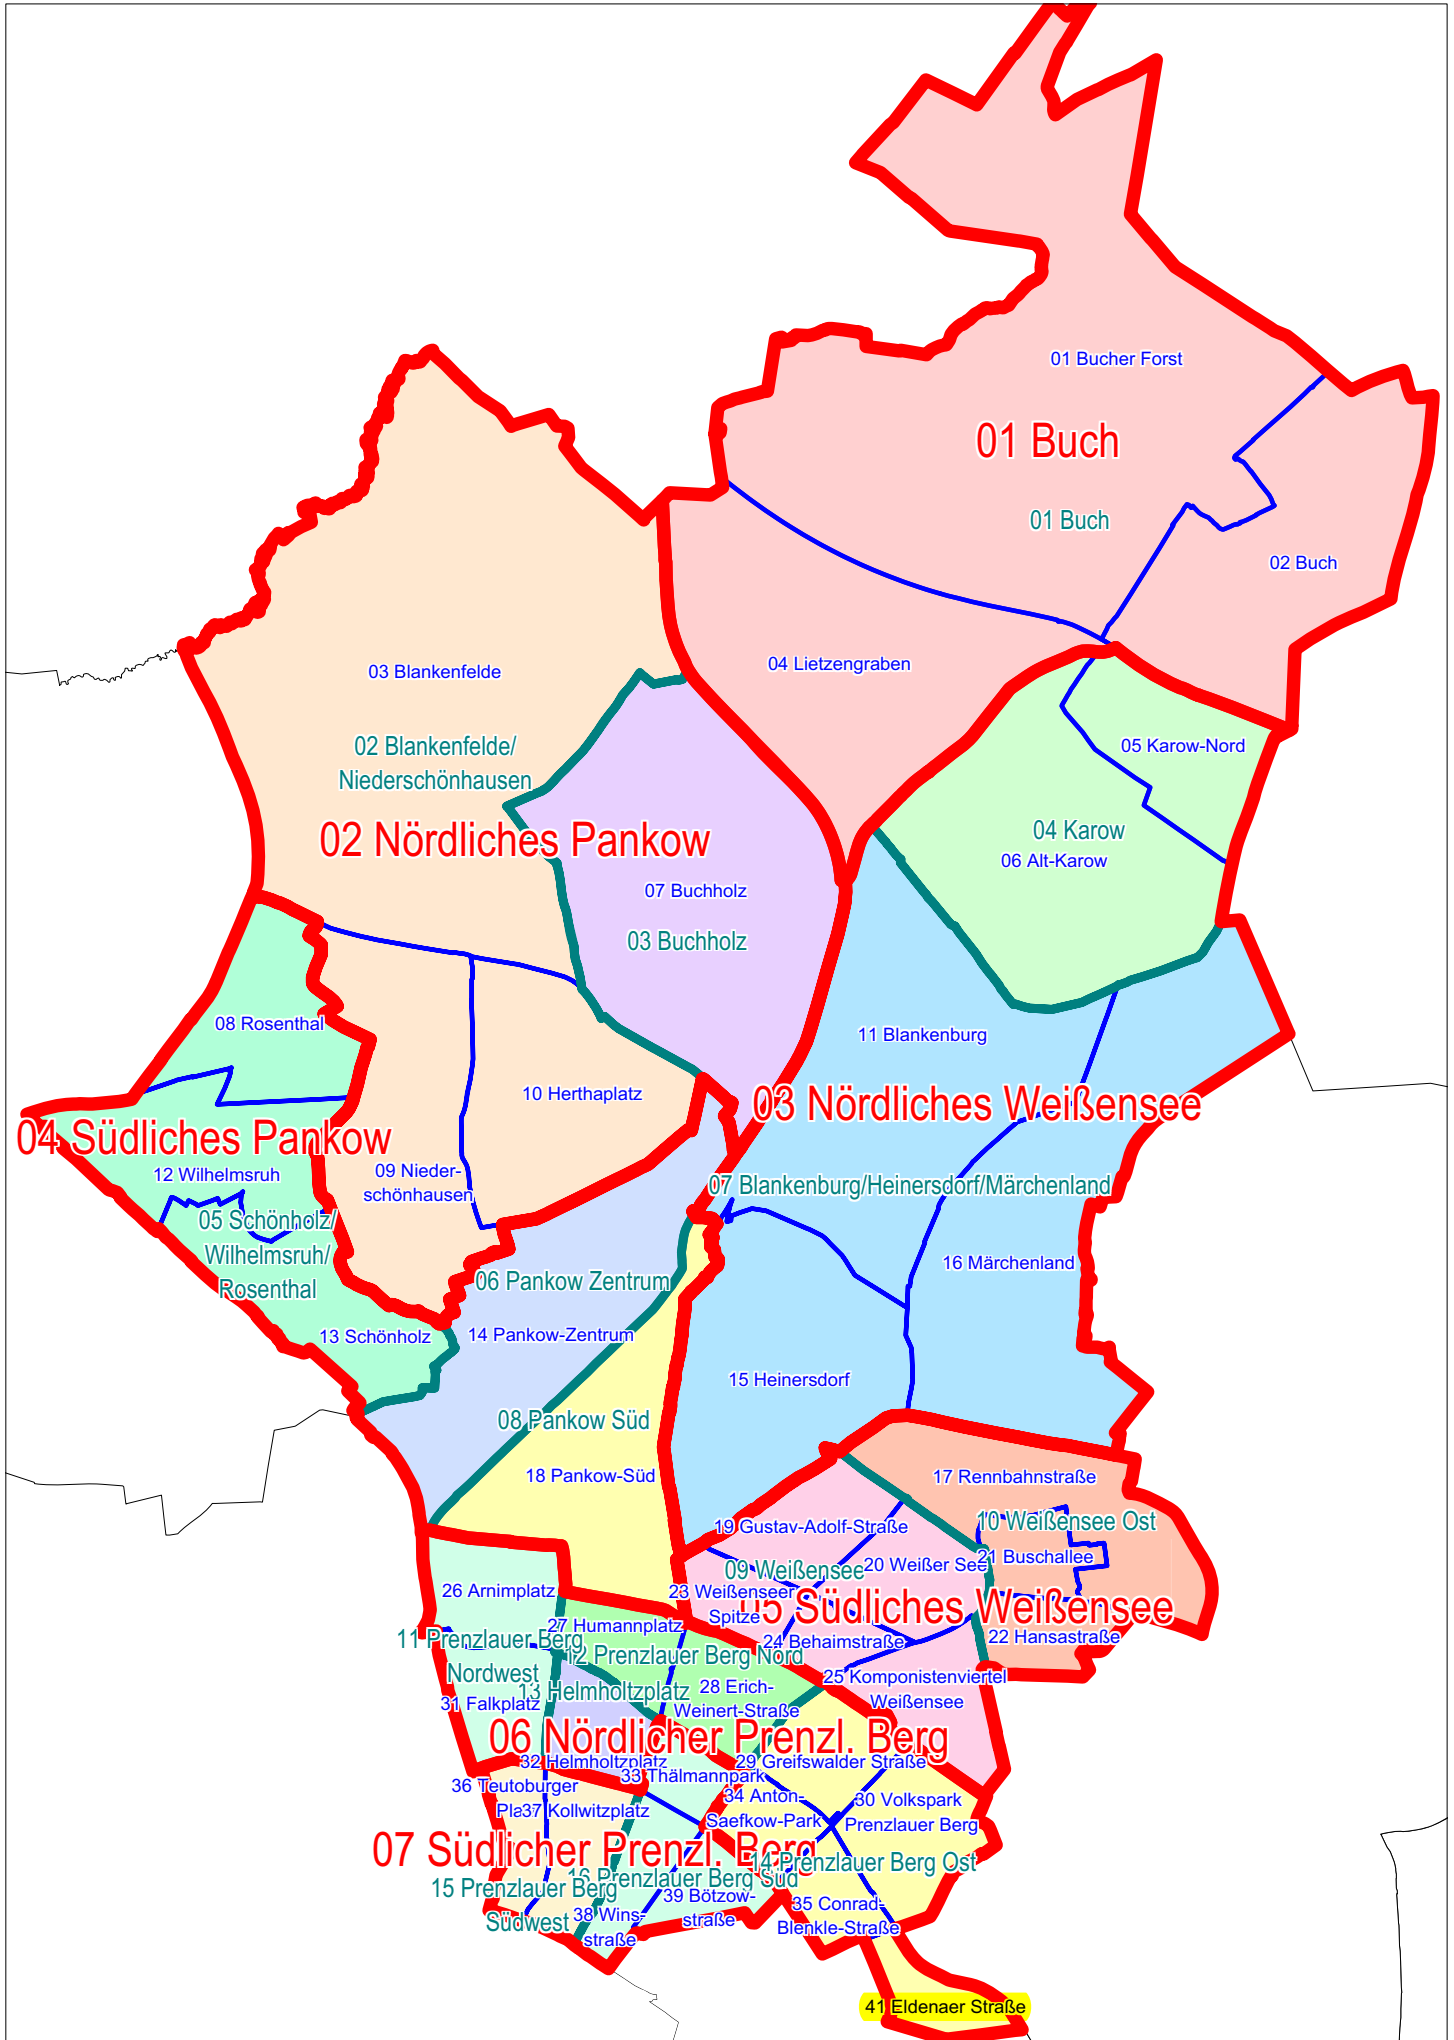 01 Bucher Forst
01 Buch
01 Buch
02 Buch
04 Lietzengraben
03 Blankenfelde
02 Blankenfelde/
Niederschönhausen
05 Karow-Nord
02 Nördliches Pankow
04 Karow
06 Alt-Karow
07 Buchholz
03 Buchholz
08 Rosenthal
11 Blankenburg
10 Herthaplatz
03 Nördliches Weißensee
04 Südliches Pankow
12 Wilhelmsruh
09 Nieder-
schönhausen
07 Blankenburg/Heinersdorf/Märchenland
05 Schönholz/
Wilhelmsruh/
Rosenthal
16 Märchenland
06 Pankow Zentrum
13 Schönholz
14 Pankow-Zentrum
15 Heinersdorf
08 Pankow Süd
18 Pankow-Süd
17 Rennbahnstraße
19 Gustav-Adolf-Straße
10 Weißensee Ost
20 Weißer See
21 Buschallee
09 Weißensee
26 Arnimplatz
23 Weißenseer
Spitze
05 Südliches Weißensee
27 Humannplatz
24 Behaimstraße
22 Hansastraße
11 Prenzlauer Berg
Nordwest
12 Prenzlauer Berg Nord
25 Komponistenviertel
Weißensee
13 Helmholtzplatz
28 Erich-
Weinert-Straße
31 Falkplatz
06 Nördlicher Prenzl. Berg
32 Helmholtzplatz
29 Greifswalder Straße
33 Thälmannpark
36 Teutoburger
Pla
37 Kollwitzplatz
34 Anton-
Saefkow-Park
30 Volkspark
Prenzlauer Berg
07 Südlicher Prenzl. Berg
14 Prenzlauer Berg Ost
16 Prenzlauer Berg Süd
15 Prenzlauer Berg
Südwest
39 Bötzow-
straße
38 Wins-
straße
35 Conrad-
Blenkle-Straße
41 Eldenaer Straße